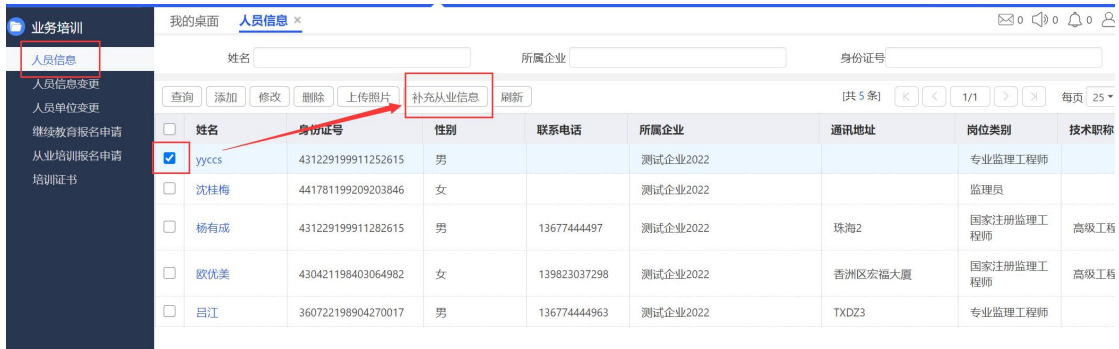 业务培训
人员信息
人员信息变更
人员单位变更
继续教育报名申请
从业培训报名申请
培训证书
我的桌面 人员信息 × 0 0 0
姓名 所属企业 身份证号
查询 添加 修改 删除 上传照片 补充从业信息 刷新 [共 5 条] 1/1 每页 25
姓名 身份证号 性别 联系电话 所属企业 通讯地址 岗位类别 技术职称
yyccs 431229199911252615 男 测试企业2022 专业监理工程师
沈桂梅 441781199209203846 女 测试企业2022 监理员
杨有成 431229199911282615 男 13677444497 测试企业2022 珠海2 国家注册监理工 高级工程
程师
欧优美 430421198403064982 女 139823037298 测试企业2022 香洲区宏福大厦 国家注册监理工 高级工程
程师
吕江 360722198904270017 男 136774444963 测试企业2022 TXDZ3 专业监理工程师